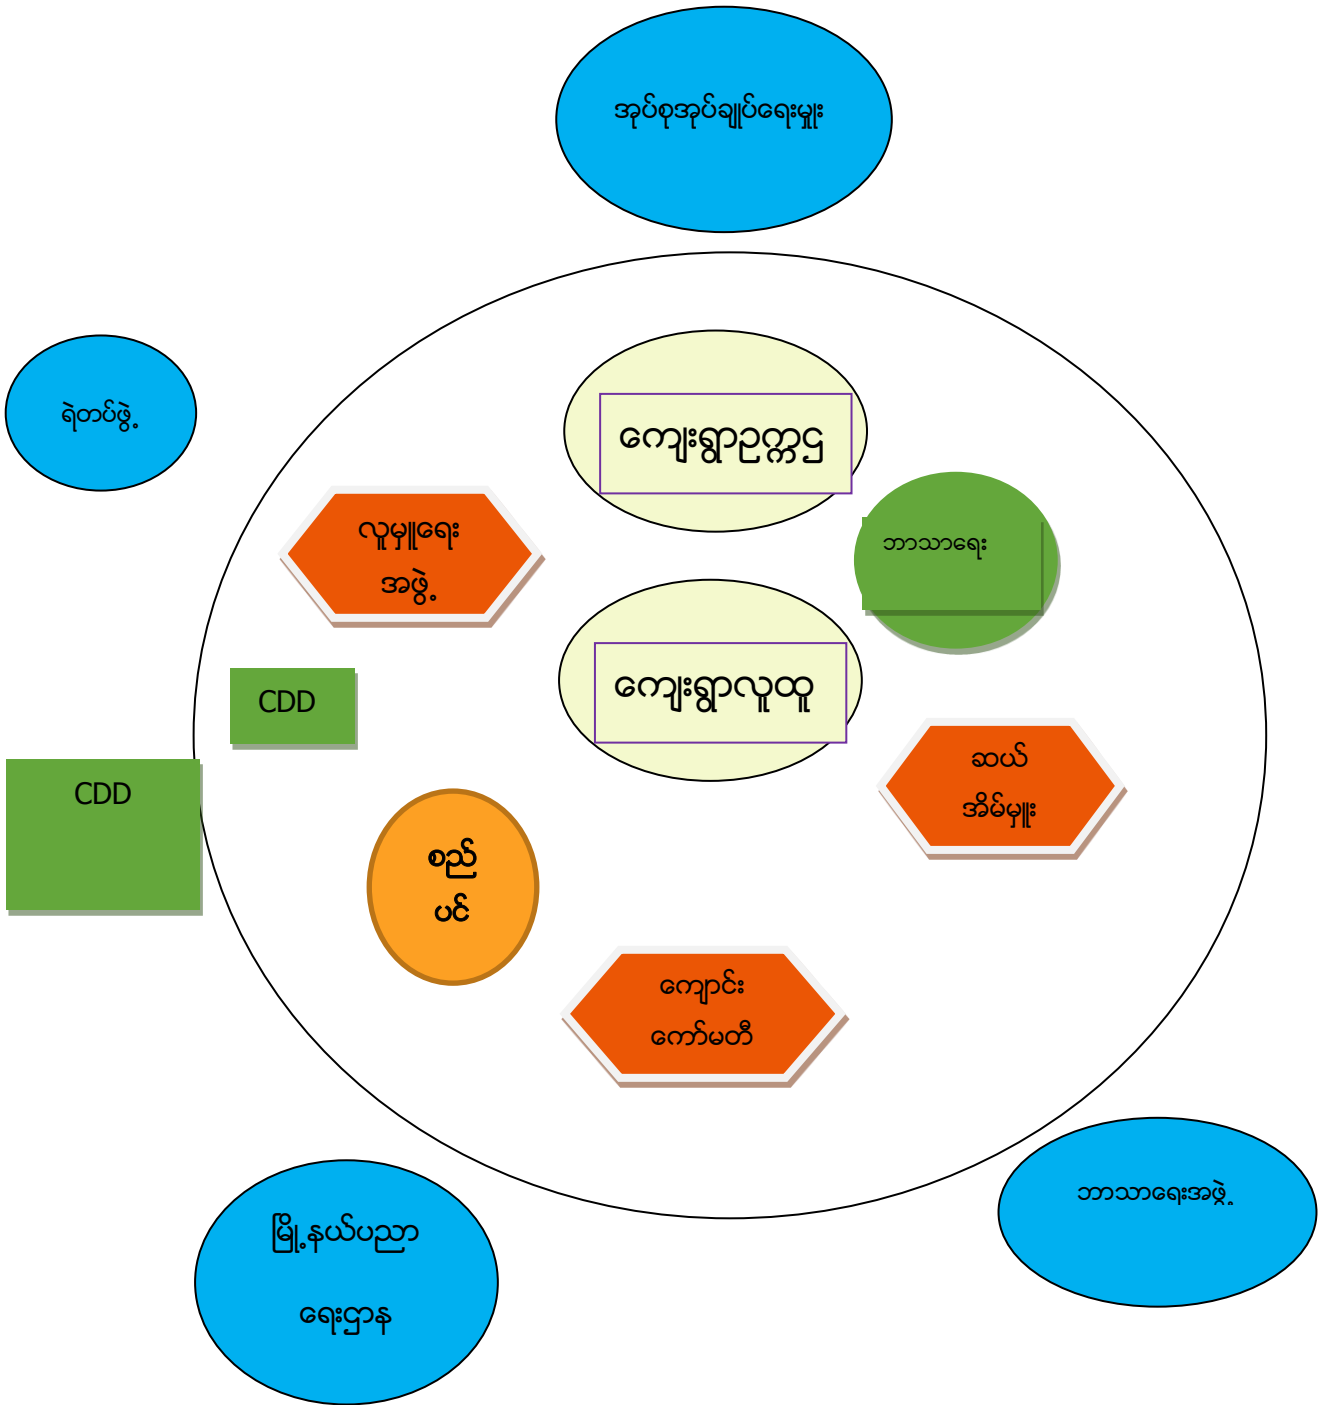 အုပ်စုအုပ်ချုပ်ရေးမှုး
ရဲတပ်ဖွဲ့
ကျေးရွာဥက္ကဌ
လူမှူရေး
အဖွဲ့
ဘာသာရေး
ကျေးရွာလူထူ
CDD
ဆယ်
အိမ်မှူး
CDD
စည်
ပင်
ကျောင်း
ကော်မတီ
မြို့နယ်ပညာ
ရေးဌာန
ဘာသာရေးအဖွဲ့